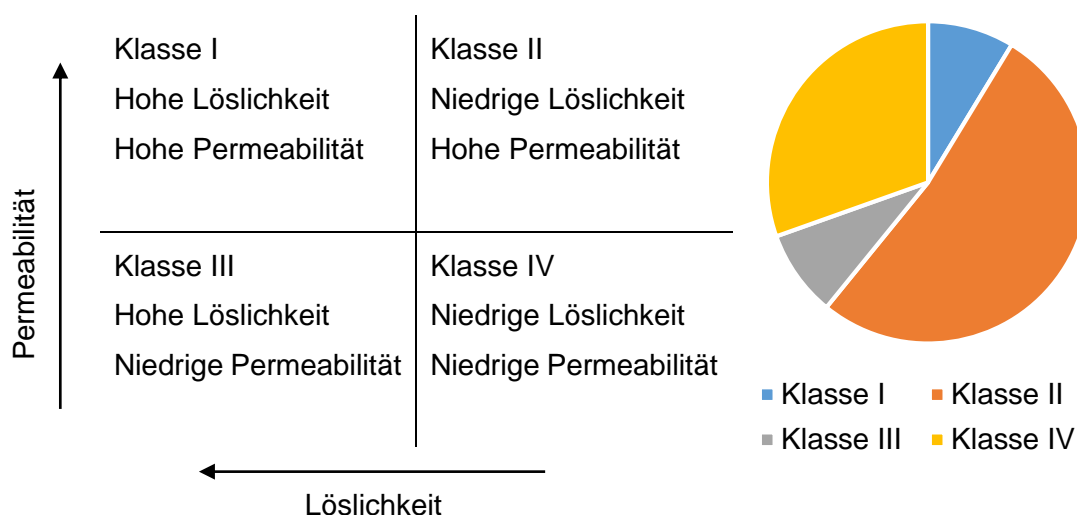 Klasse I
Hohe Löslichkeit
Hohe Permeabilität
Klasse II
Niedrige Löslichkeit
Hohe Permeabilität
Klasse III
Hohe Löslichkeit
Niedrige Permeabilität
Klasse IV
Niedrige Löslichkeit
Niedrige Permeabilität
Permeabilität
Löslichkeit
Klasse I
Klasse II
Klasse III
Klasse IV